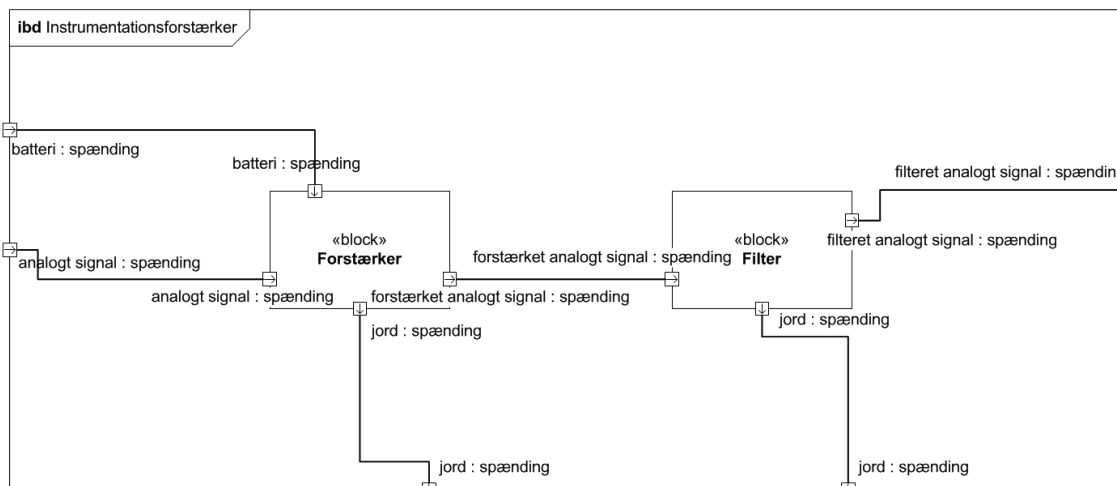 ibd Instrumentationsforstærker
batteri : spænding
batteri : spænding
filteret analogt signal : spændin
«block»
Forstærker
«block»
Filter
filteret analogt signal : spænding
analogt signal : spænding
forstærket analogt signal : spænding
analogt signal : spænding
forstærket analogt signal : spænding
jord : spænding
jord : spænding
jord : spænding
jord : spænding